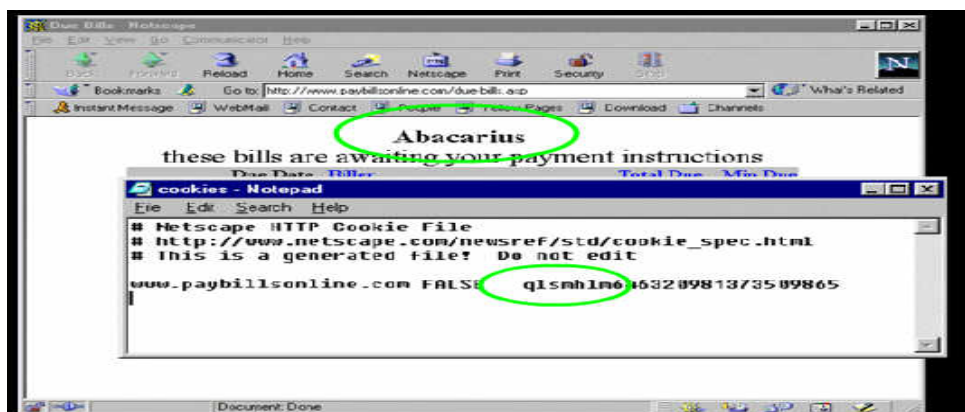 Due Bills - Netscape
File Edit View Go Communicator Help
Back Forward Reload Home Search Netscape Print Security Stop
Bookmarks Go to: http://www.paybillsonline.com/due-bills.asp What's Related
Instant Message WebMail Contact People Yellow Pages Download Channels
Abacarius
these bills are awaiting your payment instructions
Due Date Biller Total Due Min Due
cookies - Notepad
File Edit Search Help
# Netscape HTTP Cookie File
# http://www.netscape.com/newsref/std/cookie_spec.html
# This is a generated file! Do not edit
www.paybillsonline.com FALSE
Document: Done